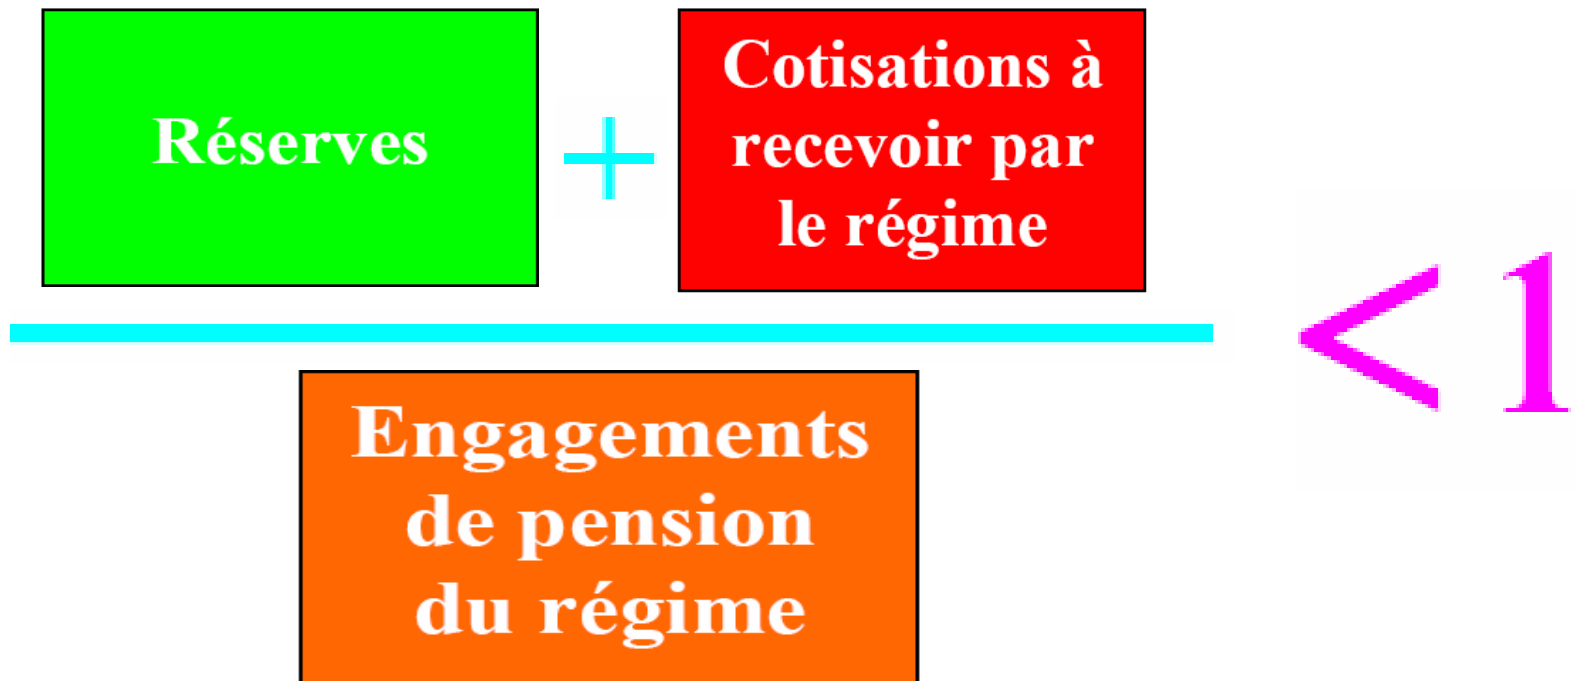 Réserves
+
Cotisations à
recevoir par
le régime
< 1
Engagements
de pension
du régime